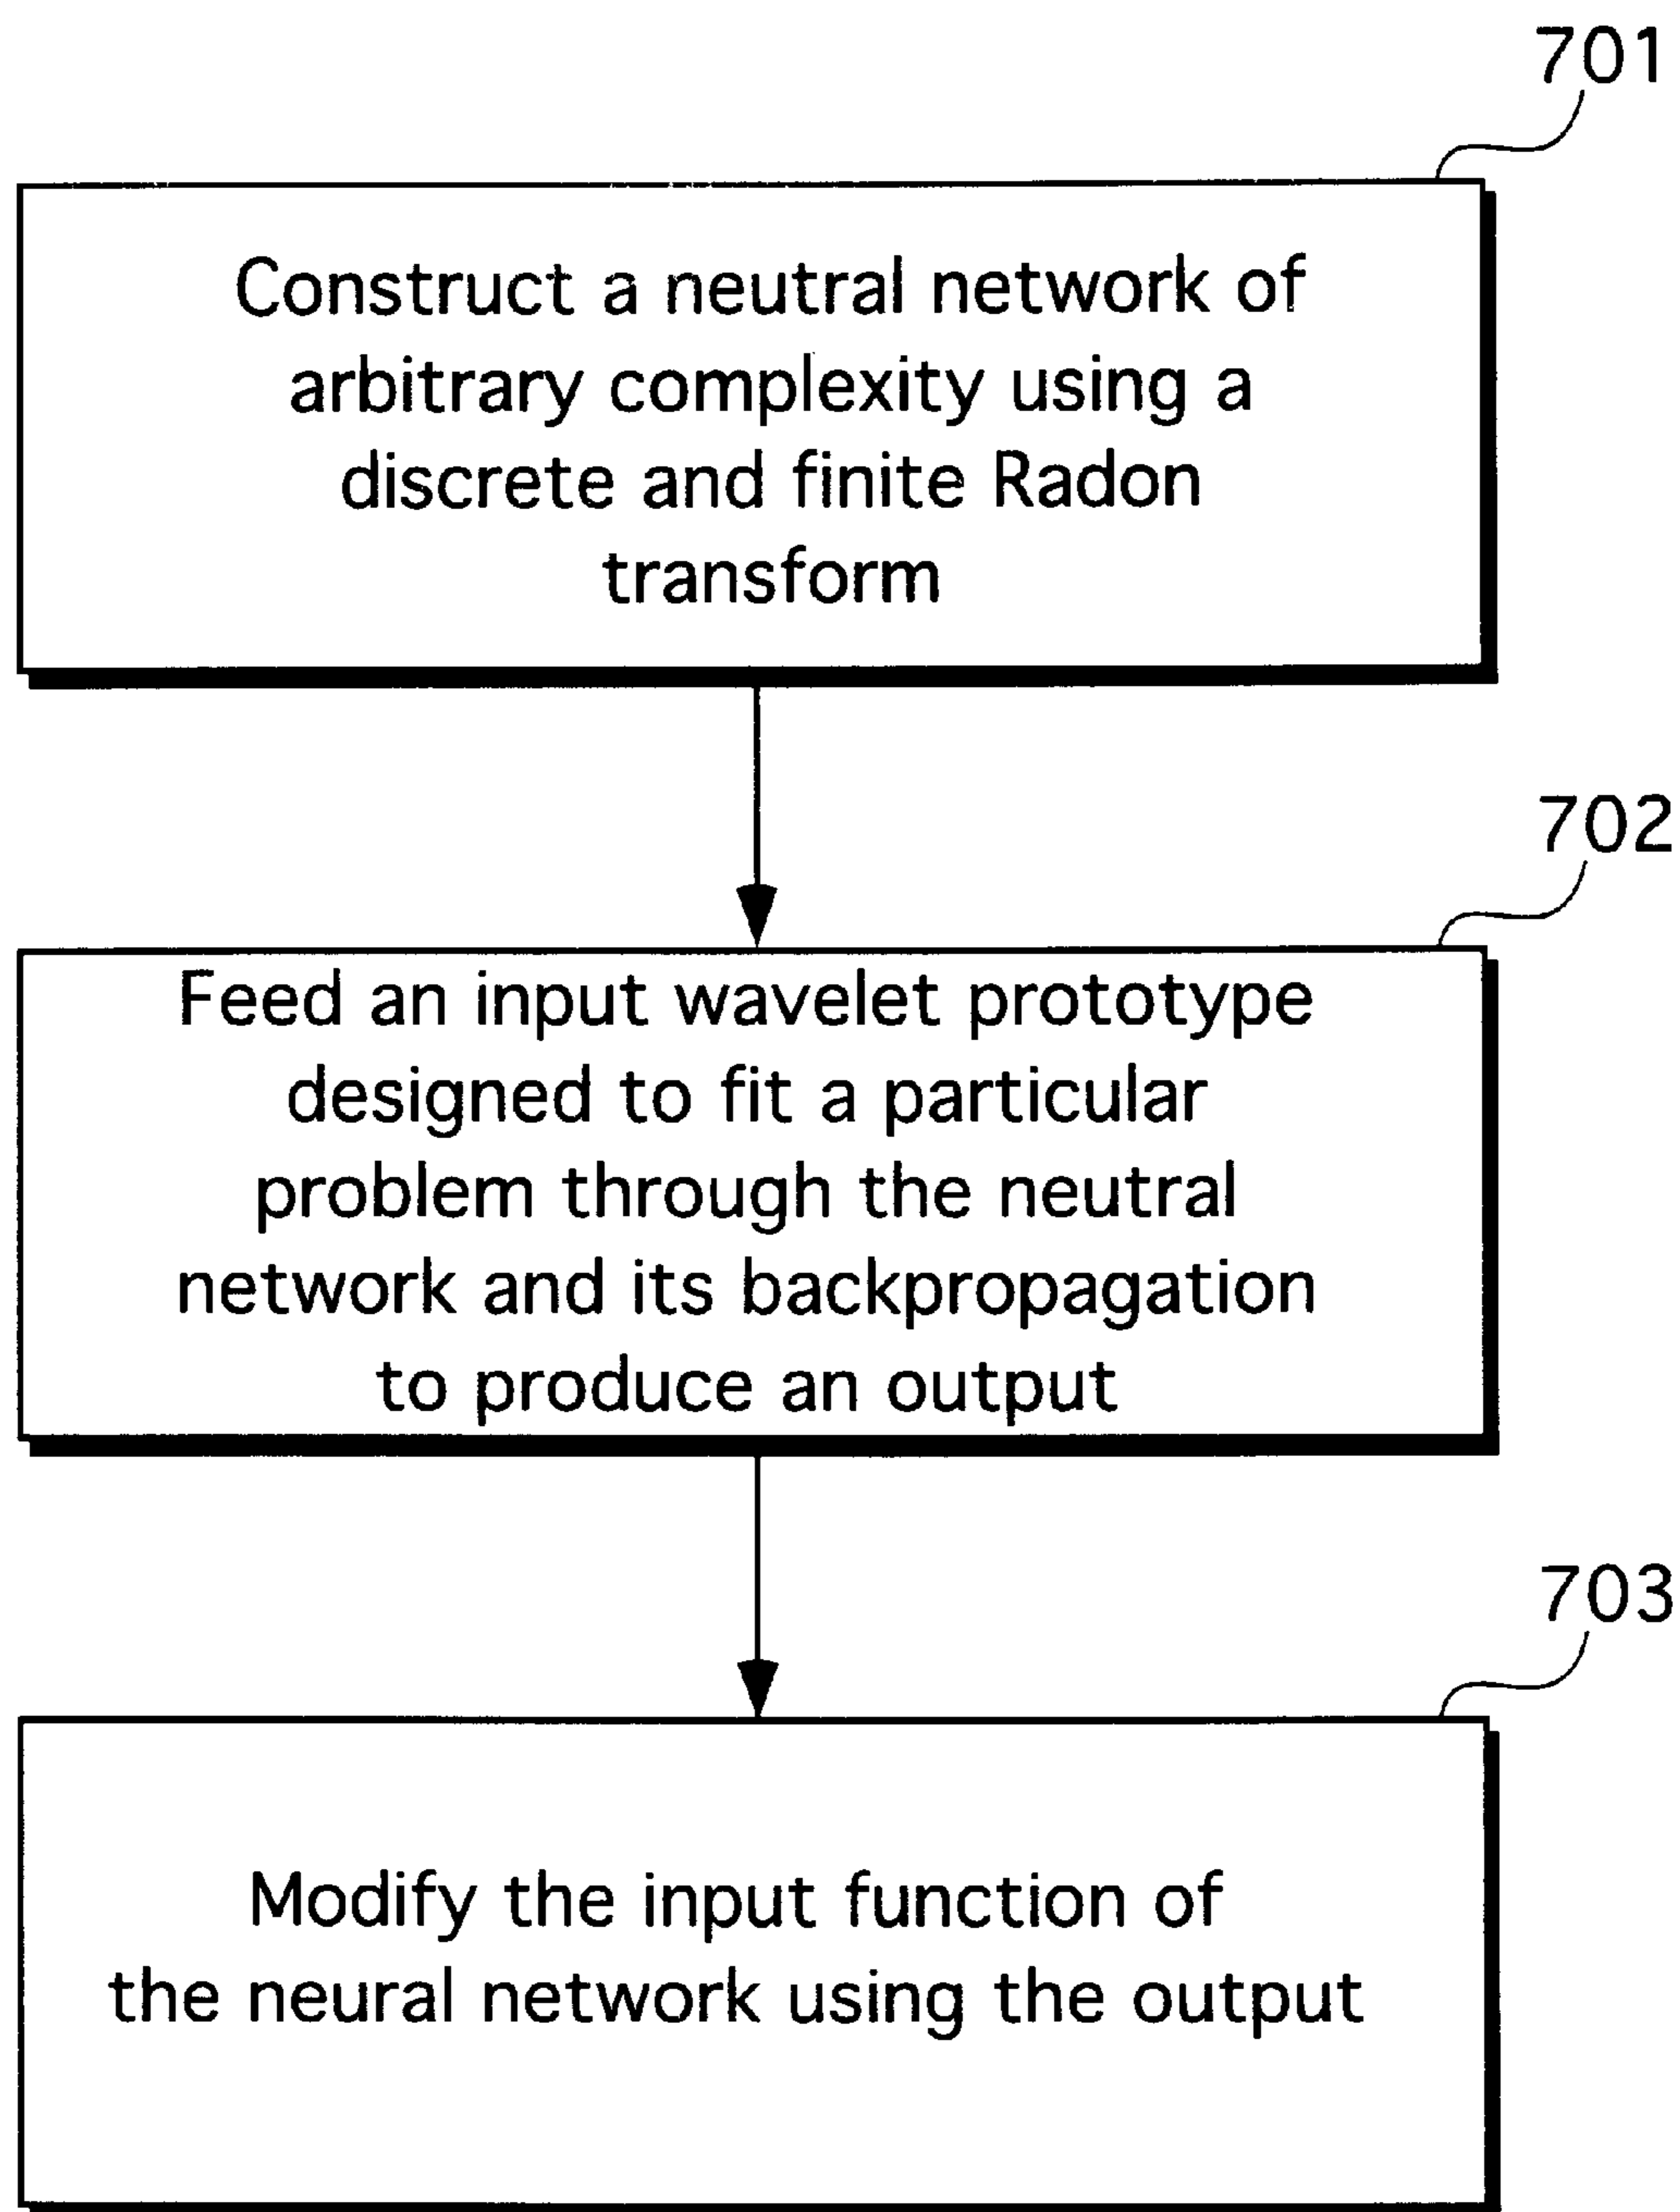 701
Construct a neutral network of
arbitrary complexity using a
discrete and finite Radon
transform
702
Feed an input wavelet prototype
designed to fit a particular
problem through the neutral
network and its backpropagation
to produce an output
703
Modify the input function of
the neural network using the output